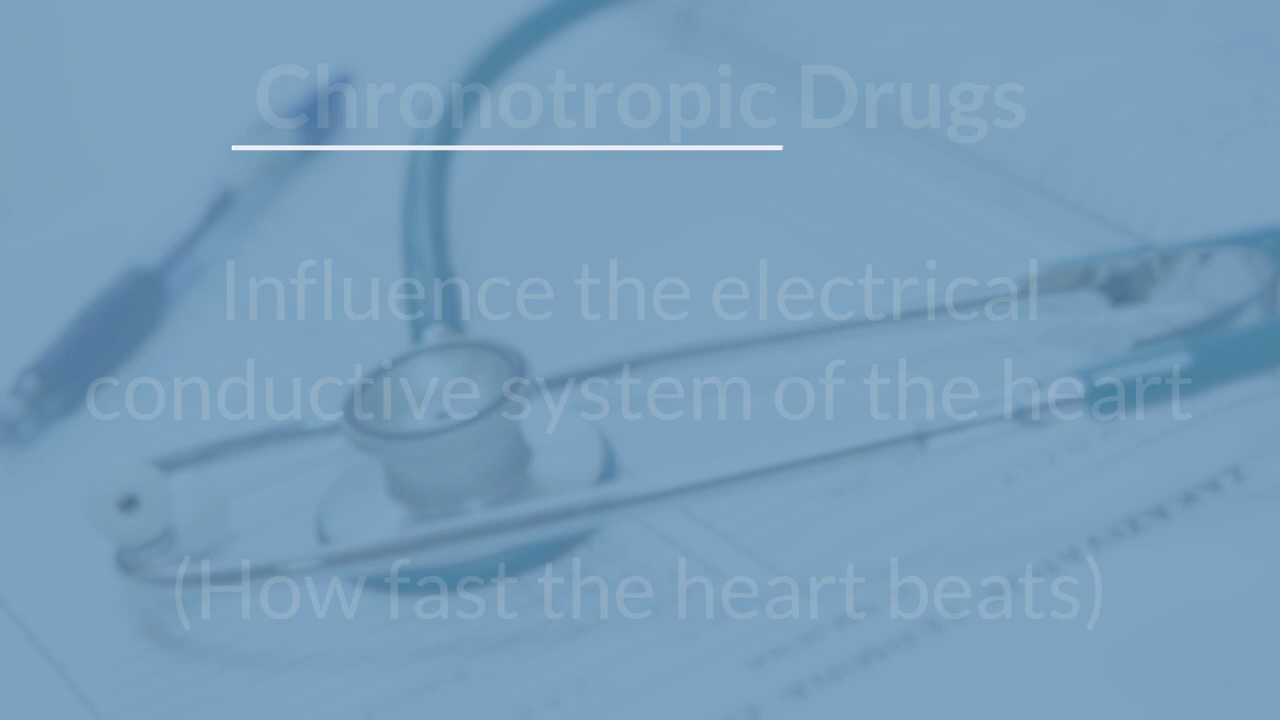 Chronotropic Drugs
Influence the electrical
conductive system of the heart
(How fast the heart beats)